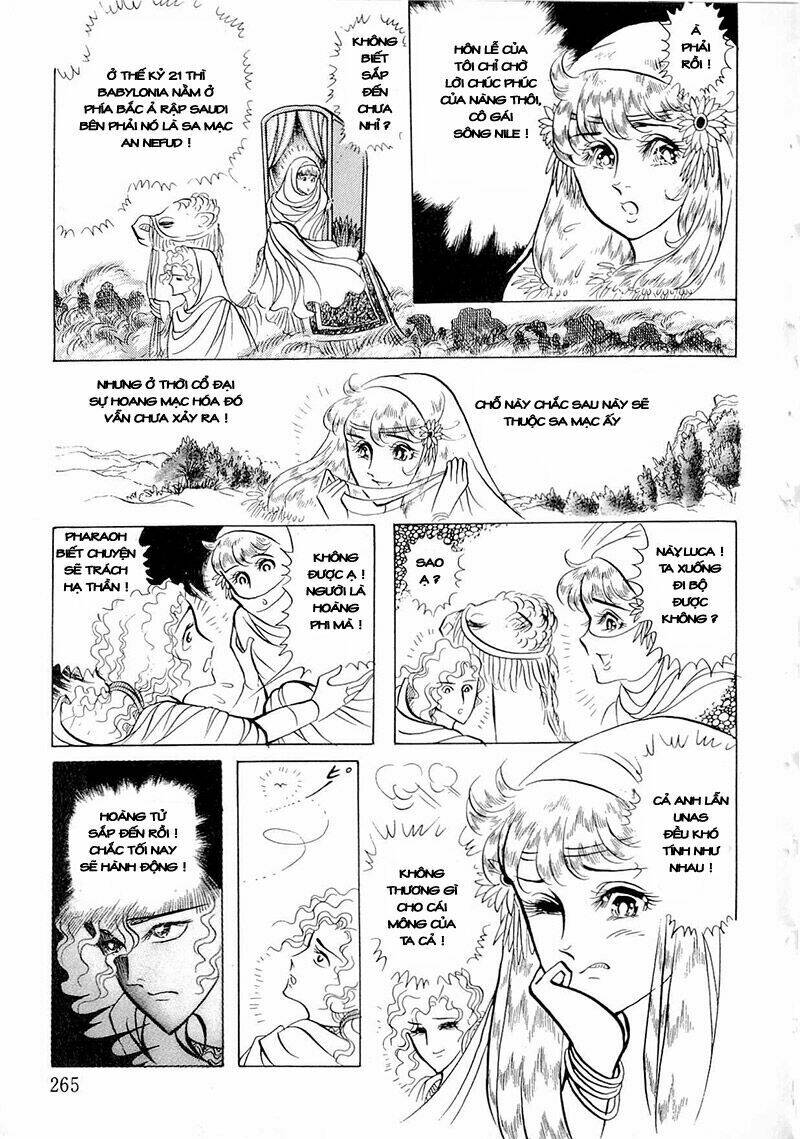 À
PHẢI
RỒI !
HÔN LỄ CỦA
TÔI CHỈ CHỜ
LỜI CHÚC PHÚC
CỦA NÀNG THÔI,
CÔ GÁI
SÔNG NILE !
KHÔNG
BIẾT
SẮP
ĐẾN
CHƯA
NHỈ ?
Ở THẾ KỶ 21 THÌ
BABYLONIA NẰM Ở
PHÍA BẮC Ả RẬP SAUDI
BÊN PHẢI NÓ LÀ SA MẠC
AN NEFUD !
NHƯNG Ở THỜI CỔ ĐẠI
SỰ HOANG MẠC HÓA ĐÓ
VẪN CHƯA XẢY RA !
CHỖ NÀY CHẮC SAU NÀY SẼ
THUỘC SA MẠC ẤY
NÀY LUCA !
TA XUỐNG
ĐI BỘ
ĐƯỢC
KHÔNG ?
SAO
Ạ ?
KHÔNG
ĐƯỢC Ạ !
NGƯỜI LÀ
HOÀNG
PHI MÀ !
PHARAOH
BIẾT CHUYỆN
SẼ TRÁCH
HẠ THẦN !
CẢ ANH LẪN
UNAS
ĐỀU KHÓ
TÍNH NHƯ
NHAU !
KHÔNG
THƯƠNG GÌ
CHO CÁI
MÔNG CỦA
TA CẢ !
ピ。
HOÀNG TỬ
SẮP ĐẾN RỒI !
CHẮC TỐI NAY
SẼ HÀNH ĐỘNG !
265